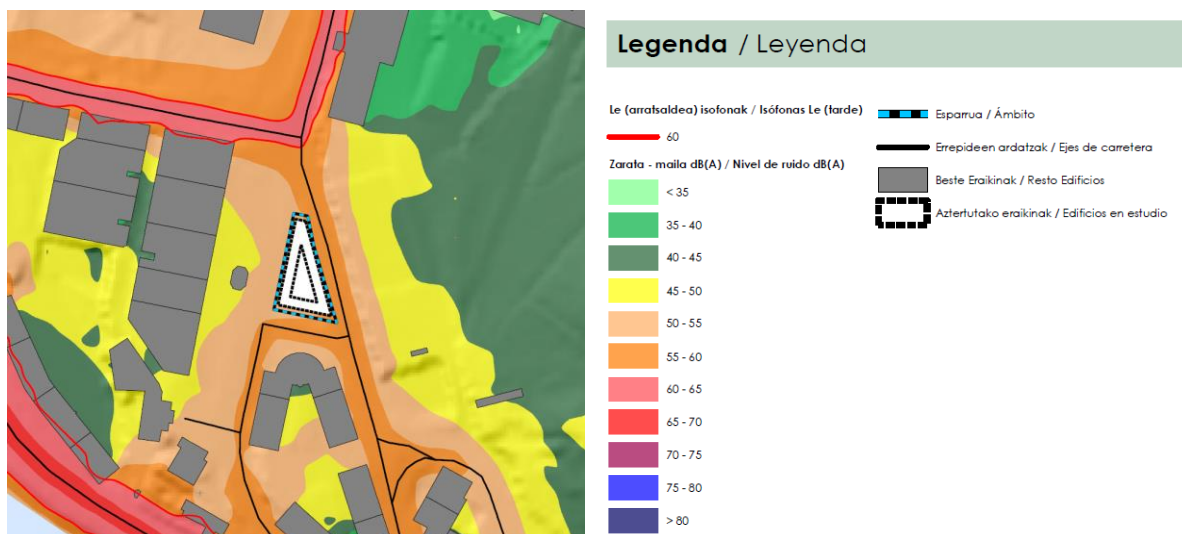 Legenda / Leyenda
Le (arratsaldea) isofonak / Isófonas Le (tarde)
60
Zarata - maila dB(A) / Nivel de ruido dB(A)
< 35
35 - 40
40 - 45
45 - 50
50 - 55
55 - 60
60 - 65
65 - 70
70 - 75
75 - 80
> 80
Esparrua / Ámbito
Errepideen ardatzak / Ejes de carretera
Beste Eraikinak / Resto Edificios
Aztertutako eraikinak / Edificios en estudio